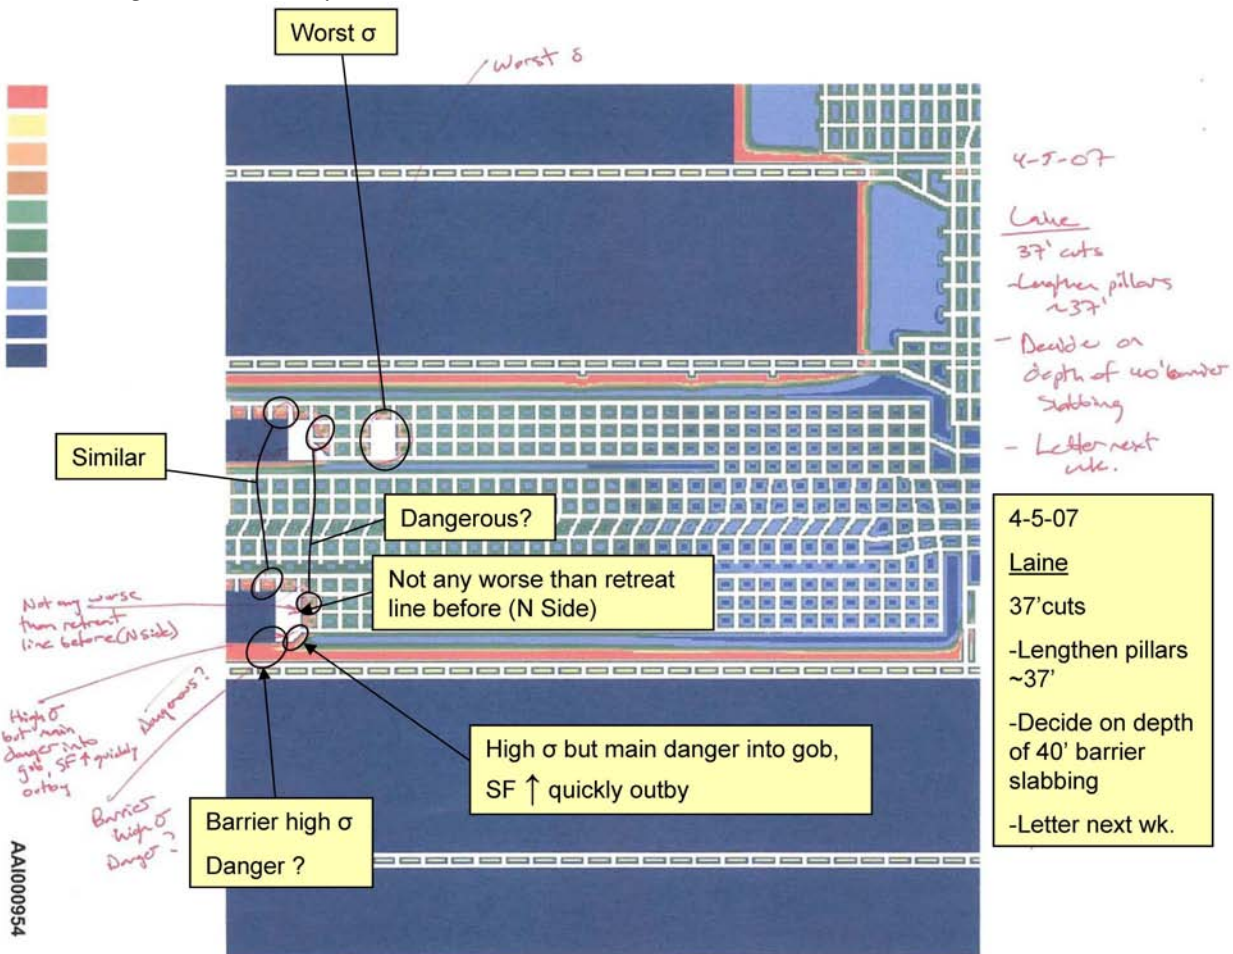 Worst σ
Worst σ
4-5-07
Laine
37' cuts
-Lengthen pillars
~37'
- Decide on
depth of 40' barrier
slabbing
- Letter next
wk.
Similar
Dangerous?
Not any worse than retreat
line before (N Side)
Not any worse
than retreat
line before (N side)
4-5-07
Laine
37'cuts
-Lengthen pillars
~37'
-Decide on depth
of 40' barrier
slabbing
-Letter next wk.
Dangerous?
High σ
but main
danger into
gob, SF ↑ quickly
outby
High σ but main danger into gob,
SF ↑ quickly outby
Barrier
high σ
Danger?
Barrier high σ
Danger ?
AAI000954